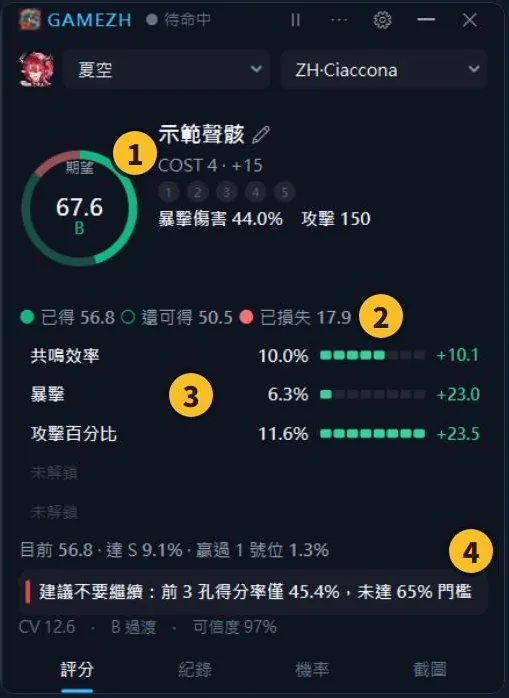 GAMEZH 待命中
夏空 ZH·Ciaccona
示範聲骸
1
期望
COST 4 · +15
67.6
B
1 2 3 4 5
暴擊傷害 44.0% 攻擊 150
已得 56.8 還可得 50.5 已損失 17.9 2
共鳴效率 10.0% +10.1
暴擊 3 6.3% +23.0
攻擊百分比 11.6% +23.5
未解鎖
未解鎖
目前 56.8 · 達 S 9.1% · 贏過 1 號位 1.3% 4
建議不要繼續：前 3 孔得分率僅 45.4%，未達 65% 門檻
CV 12.6 · B 過渡 · 可信度 97%
評分 紀錄 機率 截圖